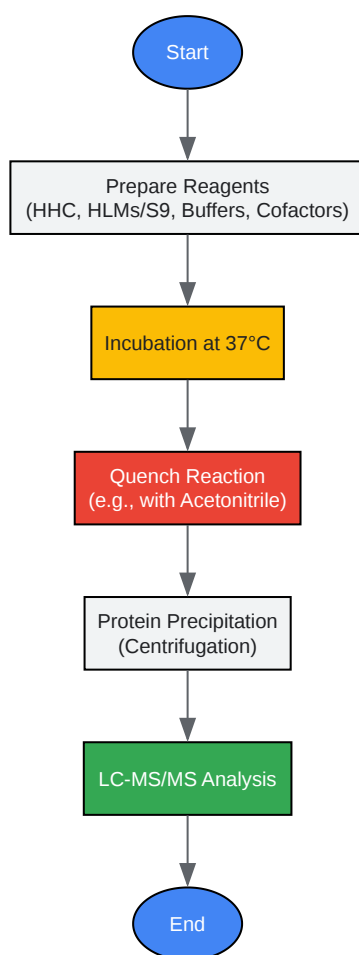 Start
Prepare Reagents
(HHC, HLMs/S9, Buffers, Cofactors)
Incubation at 37°C
Quench Reaction
(e.g., with Acetonitrile)
Protein Precipitation
(Centrifugation)
LC-MS/MS Analysis
End